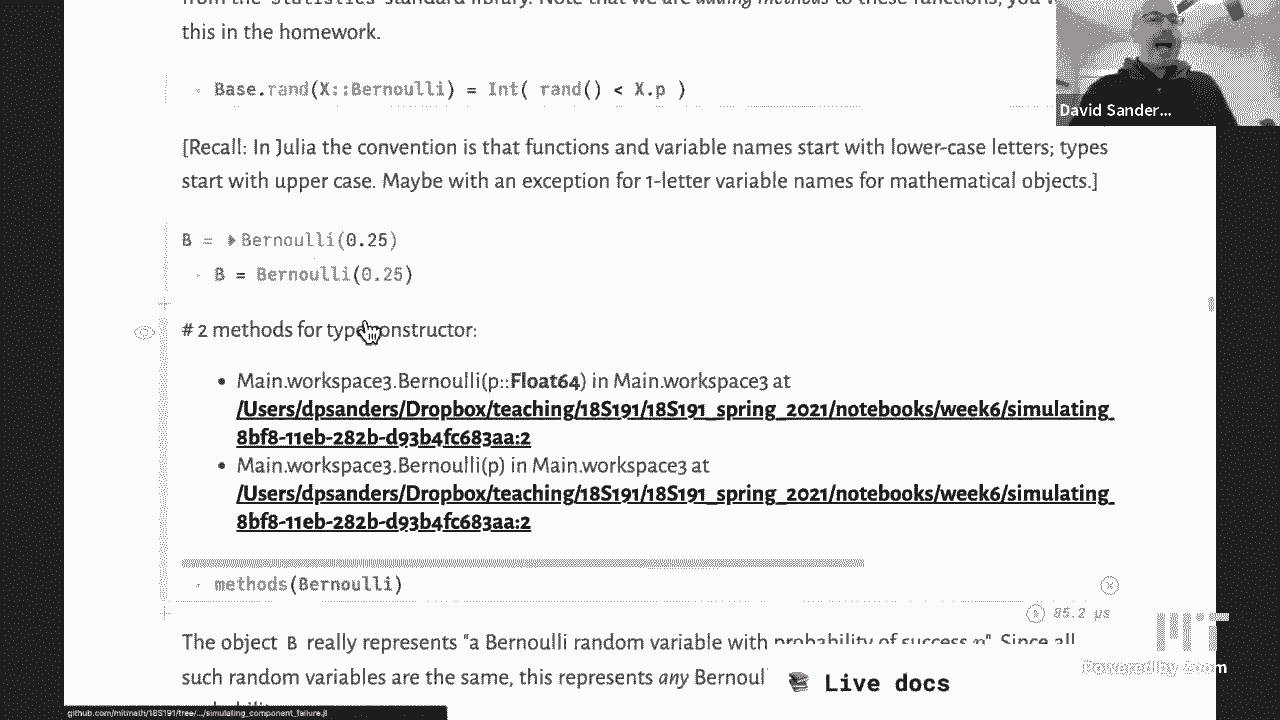 from the Statistics standard library. Note that we are adding methods to these functions; you
this in the homework.
Base.rand(X::Bernoulli) = Int( rand() < X.p )
David Sander...
[Recall: In Julia the convention is that functions and variable names start with lower-case letters; types
start with upper case. Maybe with an exception for 1-letter variable names for mathematical objects.]
B = Bernoulli(0.25)
B = Bernoulli(0.25)
# 2 methods for type constructor:
• Main.workspace3.Bernoulli(p::Float64) in Main.workspace3 at
/Users/dpsanders/Dropbox/teaching/18S191/18S191_spring_2021/notebooks/week6/simulating_
8bf8-11eb-282b-d93b4fc683aa:2
• Main.workspace3.Bernoulli(p) in Main.workspace3 at
/Users/dpsanders/Dropbox/teaching/18S191/18S191_spring_2021/notebooks/week6/simulating_
8bf8-11eb-282b-d93b4fc683aa:2
methods(Bernoulli)
85.2 μs
The object B really represents "a Bernoulli random variable with probability of success p". Since all
such random variables are the same, this represents any Bernoul
Live docs
MIT
Powered by Zoom
github.com/mitmath/18S191/tree/.../simulating_component_failure.jl